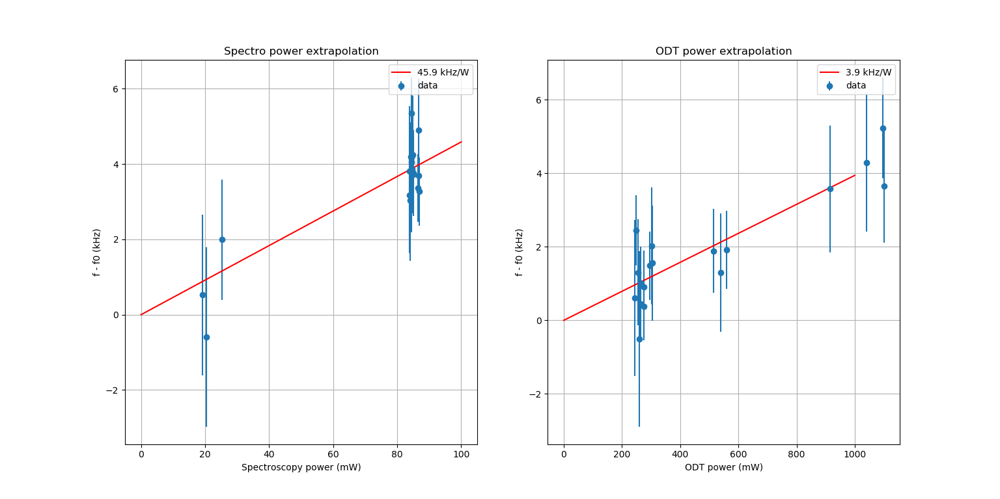 Spectro power extrapolation
45.9 kHz/W
data
f - f0 (kHz)
6
4
2
0
−2
0 20 40 60 80 100
Spectroscopy power (mW)
ODT power extrapolation
3.9 kHz/W
data
f - f0 (kHz)
6
4
2
0
−2
0 200 400 600 800 1000
ODT power (mW)